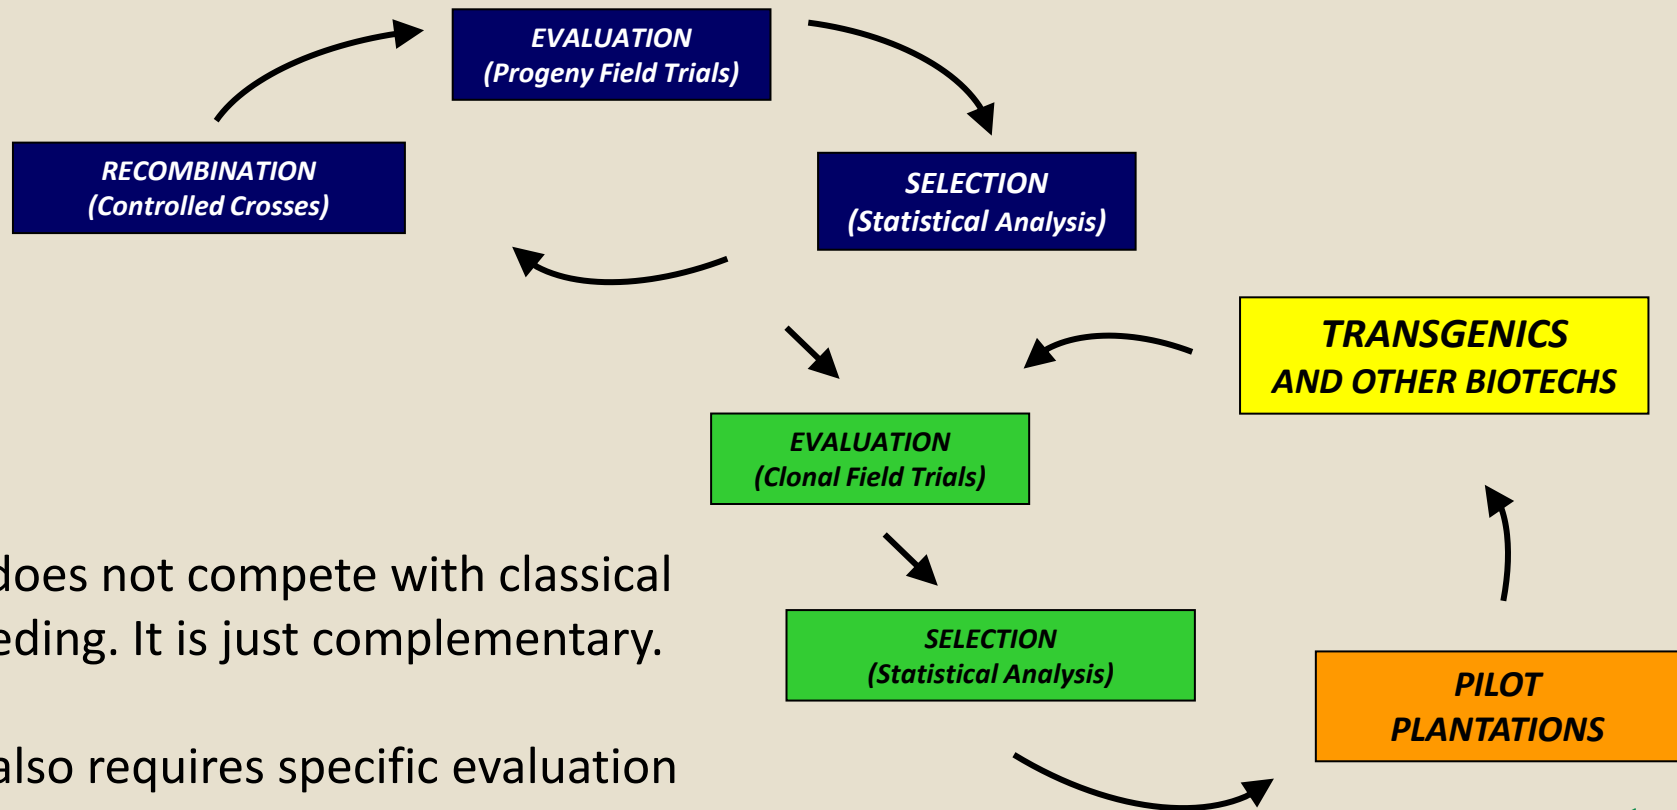 EVALUATION
(Progeny Field Trials)
RECOMBINATION
(Controlled Crosses)
SELECTION
(Statistical Analysis)
TRANSGENICS
AND OTHER BIOTECHS
EVALUATION
(Clonal Field Trials)
does not compete with classical
eding. It is just complementary.
SELECTION
(Statistical Analysis)
PILOT
PLANTATIONS
also requires specific evaluation